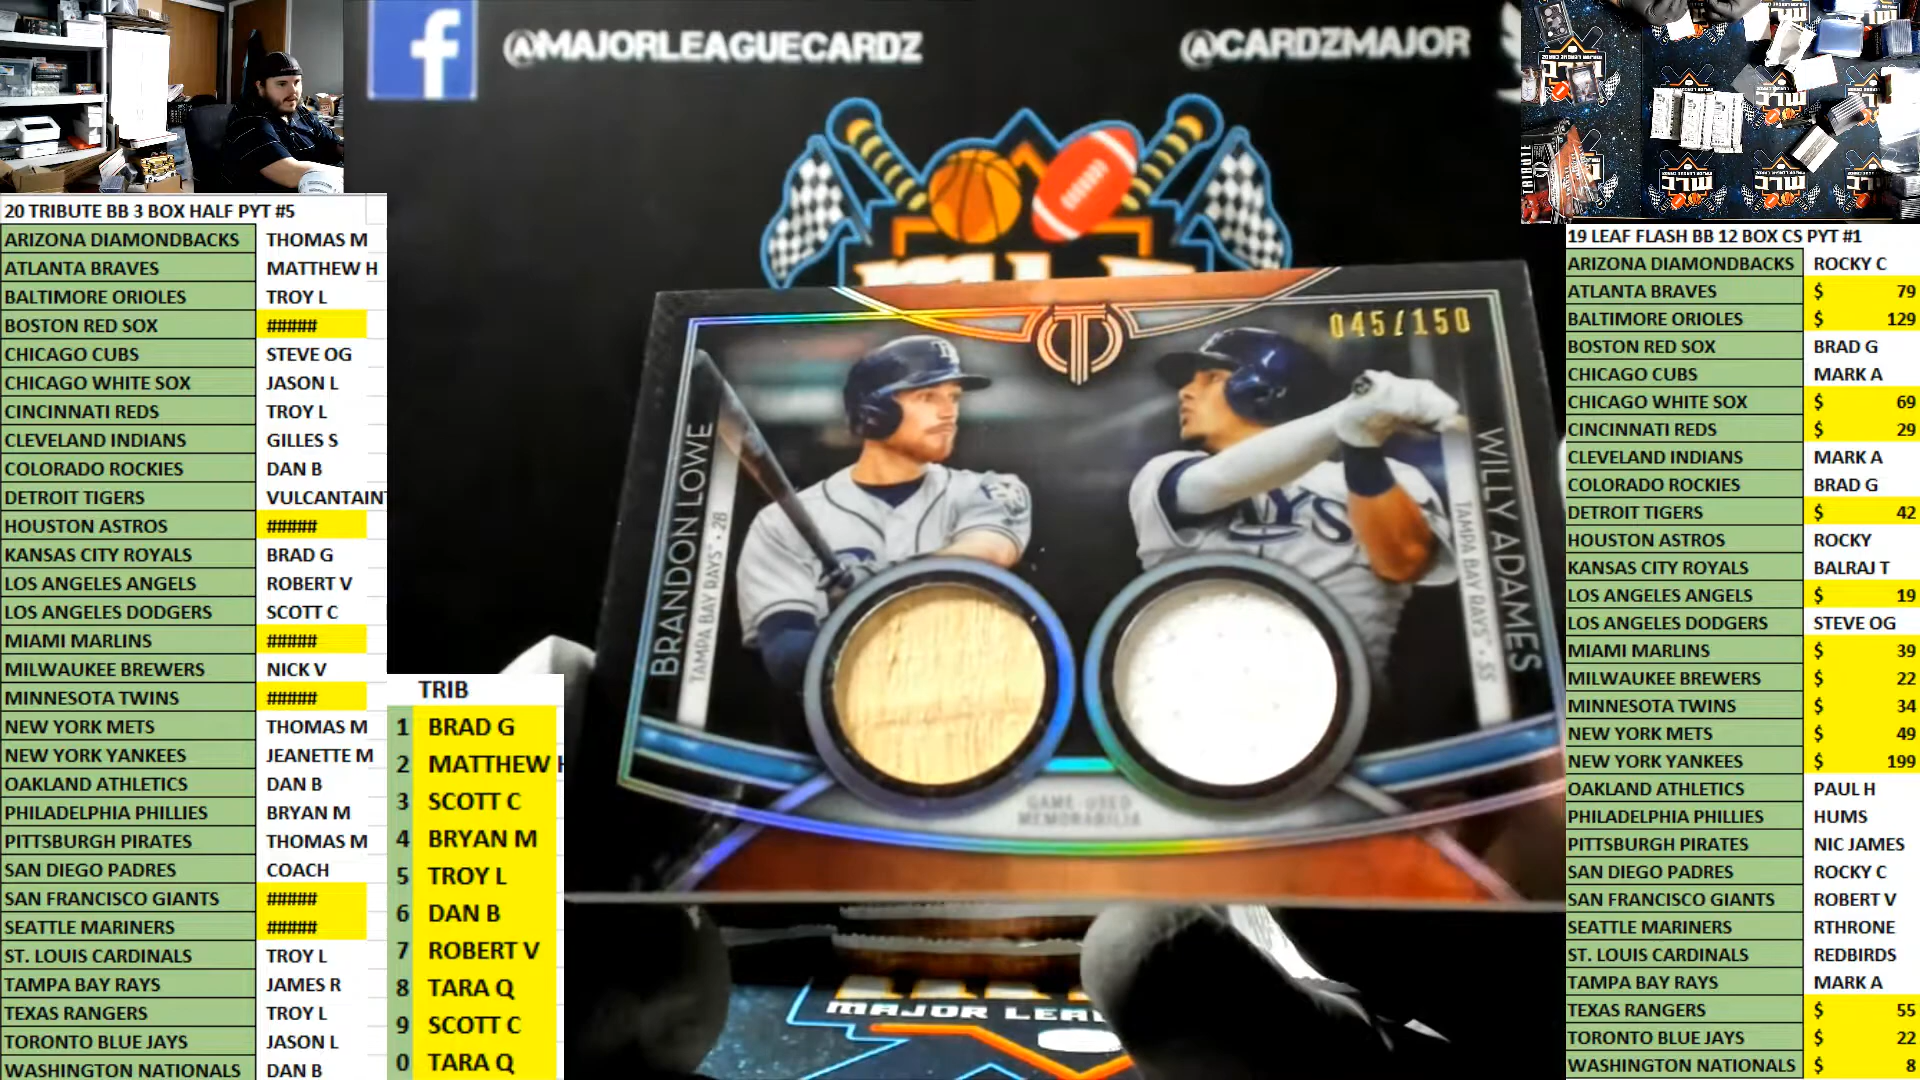 @MAJORLEAGUECARDZ
@CARDZMAJOR
20 TRIBUTE BB 3 BOX HALF PYT #5
ARIZONA DIAMONDBACKS THOMAS M
ATLANTA BRAVES MATTHEW H
BALTIMORE ORIOLES TROY L
BOSTON RED SOX #####
CHICAGO CUBS STEVE OG
CHICAGO WHITE SOX JASON L
CINCINNATI REDS TROY L
CLEVELAND INDIANS GILLES S
COLORADO ROCKIES DAN B
DETROIT TIGERS VULCANTAIN
HOUSTON ASTROS #####
KANSAS CITY ROYALS BRAD G
LOS ANGELES ANGELS ROBERT V
LOS ANGELES DODGERS SCOTT C
MIAMI MARLINS #####
MILWAUKEE BREWERS NICK V
MINNESOTA TWINS #####
NEW YORK METS THOMAS M
NEW YORK YANKEES JEANETTE M
OAKLAND ATHLETICS DAN B
PHILADELPHIA PHILLIES BRYAN M
PITTSBURGH PIRATES THOMAS M
SAN DIEGO PADRES COACH
SAN FRANCISCO GIANTS #####
SEATTLE MARINERS #####
ST. LOUIS CARDINALS TROY L
TAMPA BAY RAYS JAMES R
TEXAS RANGERS TROY L
TORONTO BLUE JAYS JASON L
WASHINGTON NATIONALS DAN B
TRIB
1 BRAD G
2 MATTHEW H
3 SCOTT C
4 BRYAN M
5 TROY L
6 DAN B
7 ROBERT V
8 TARA Q
9 SCOTT C
0 TARA Q
045/150
BRANDON LOWE
TAMPA BAY RAYS™ • 2B
WILLY ADAMES
TAMPA BAY RAYS™ • SS
RAYS
GAME-USED
MEMORABILIA
MAJOR LEA
19 LEAF FLASH BB 12 BOX CS PYT #1
ARIZONA DIAMONDBACKS ROCKY C
ATLANTA BRAVES $ 79
BALTIMORE ORIOLES $ 129
BOSTON RED SOX BRAD G
CHICAGO CUBS MARK A
CHICAGO WHITE SOX $ 69
CINCINNATI REDS $ 29
CLEVELAND INDIANS MARK A
COLORADO ROCKIES BRAD G
DETROIT TIGERS $ 42
HOUSTON ASTROS ROCKY
KANSAS CITY ROYALS BALRAJ T
LOS ANGELES ANGELS $ 19
LOS ANGELES DODGERS STEVE OG
MIAMI MARLINS $ 39
MILWAUKEE BREWERS $ 22
MINNESOTA TWINS $ 34
NEW YORK METS $ 49
NEW YORK YANKEES $ 199
OAKLAND ATHLETICS PAUL H
PHILADELPHIA PHILLIES HUMS
PITTSBURGH PIRATES NIC JAMES
SAN DIEGO PADRES ROCKY C
SAN FRANCISCO GIANTS ROBERT V
SEATTLE MARINERS RTHRONE
ST. LOUIS CARDINALS REDBIRDS
TAMPA BAY RAYS MARK A
TEXAS RANGERS $ 55
TORONTO BLUE JAYS $ 22
WASHINGTON NATIONALS $ 8